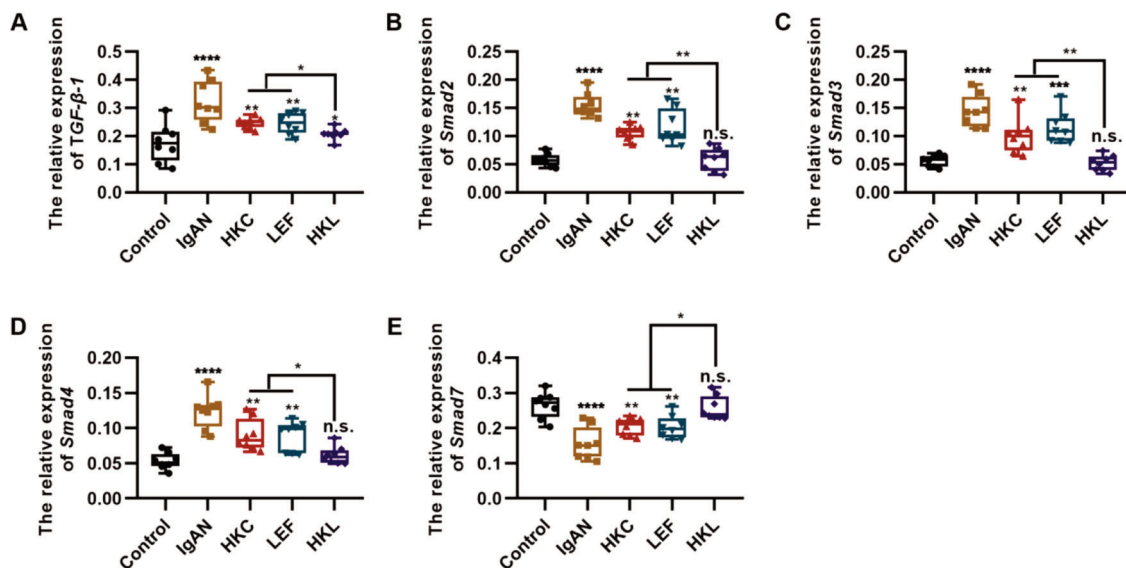 A
The relative expression
of TGF-β-1
0.5
0.4
0.3
0.2
0.1
0.0
****
**
**
*
*
Control
IgAN
HKC
LEF
HKL
B
The relative expression
of Smad2
0.25
0.20
0.15
0.10
0.05
0.00
****
**
**
**
n.s.
Control
IgAN
HKC
LEF
HKL
C
The relative expression
of Smad3
0.25
0.20
0.15
0.10
0.05
0.00
****
**
***
**
n.s.
Control
IgAN
HKC
LEF
HKL
D
The relative expression
of Smad4
0.20
0.15
0.10
0.05
0.00
****
**
**
*
n.s.
Control
IgAN
HKC
LEF
HKL
E
The relative expression
of Smad7
0.4
0.3
0.2
0.1
0.0
****
**
**
*
n.s.
Control
IgAN
HKC
LEF
HKL